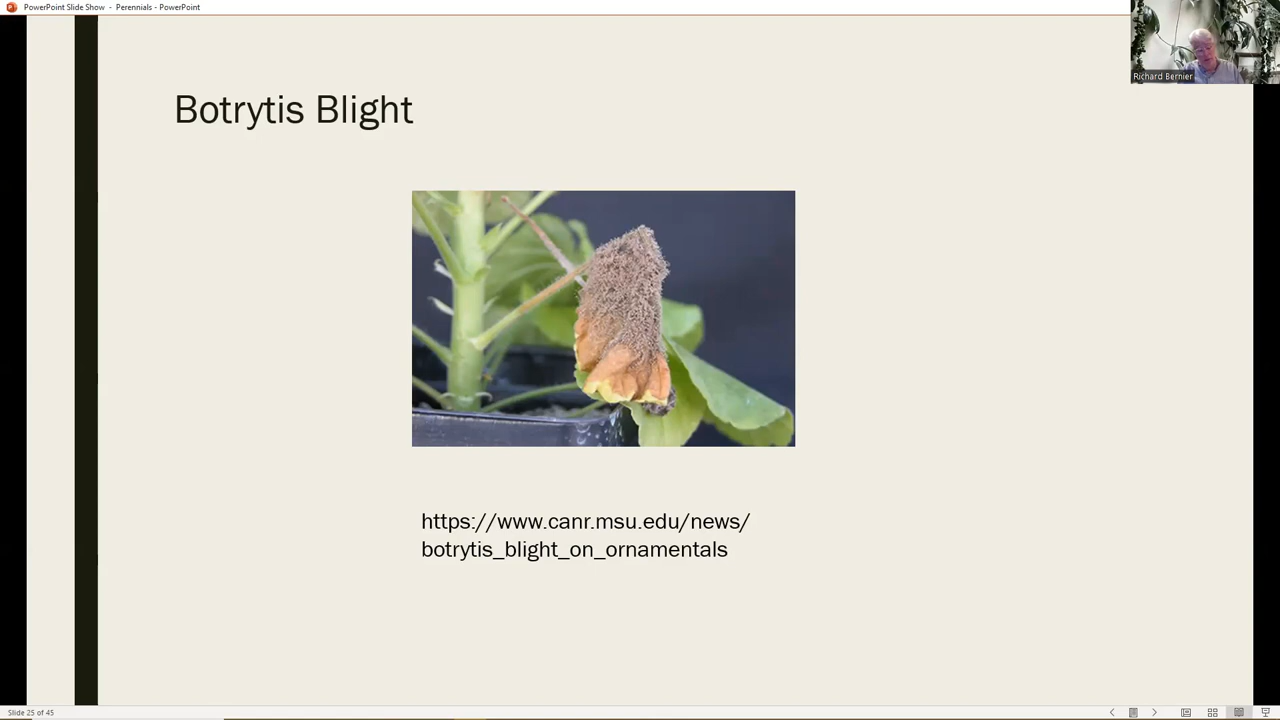 PowerPoint Slide Show - Perennials - PowerPoint
Richard Bernier
Botrytis Blight
https://www.canr.msu.edu/news/
botrytis_blight_on_ornamentals
Slide 25 of 45